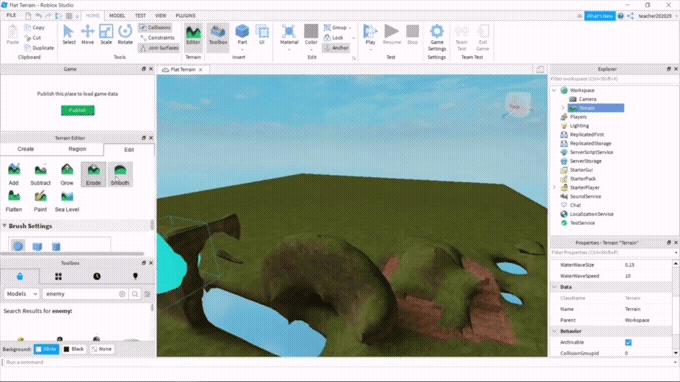 Flat Terrain - Roblox Studio
HOME MODEL TEST VIEW PLUGINS
What's New teacher202029
Paste Copy Cut Duplicate
Clipboard
Select Move Scale Rotate
Collisions
Constraints
Join Surfaces
Tools
Editor
Terrain
Toolbox Part UI
Insert
Material Color
Group
Lock
Anchor
Edit
Play Resume Stop
Test
Game Settings
Settings
Team Test Exit Game
Team Test
Game
Publish this place to load game data
Publish
Terrain Editor
Create Region Edit
Add Subtract Grow Erode Smooth
Flatten Paint Sea Level
Brush Settings
Toolbox
Models enemy
Search Results for enemy:
Background: White Black None
Run a command
Flat Terrain
Explorer
Filter workspace (Ctrl+Shift+X)
Workspace
Camera
Terrain
Players
Lighting
ReplicatedFirst
ReplicatedStorage
ServerScriptService
ServerStorage
StarterGui
StarterPack
StarterPlayer
SoundService
Chat
LocalizationService
TestService
Properties - Terrain "Terrain"
Filter Properties (Ctrl+Shift+P)
WaterWaveSize 0.15
WaterWaveSpeed 10
Data
ClassName Terrain
Name Terrain
Parent Workspace
Behavior
Archivable
CollisionGroupId 0